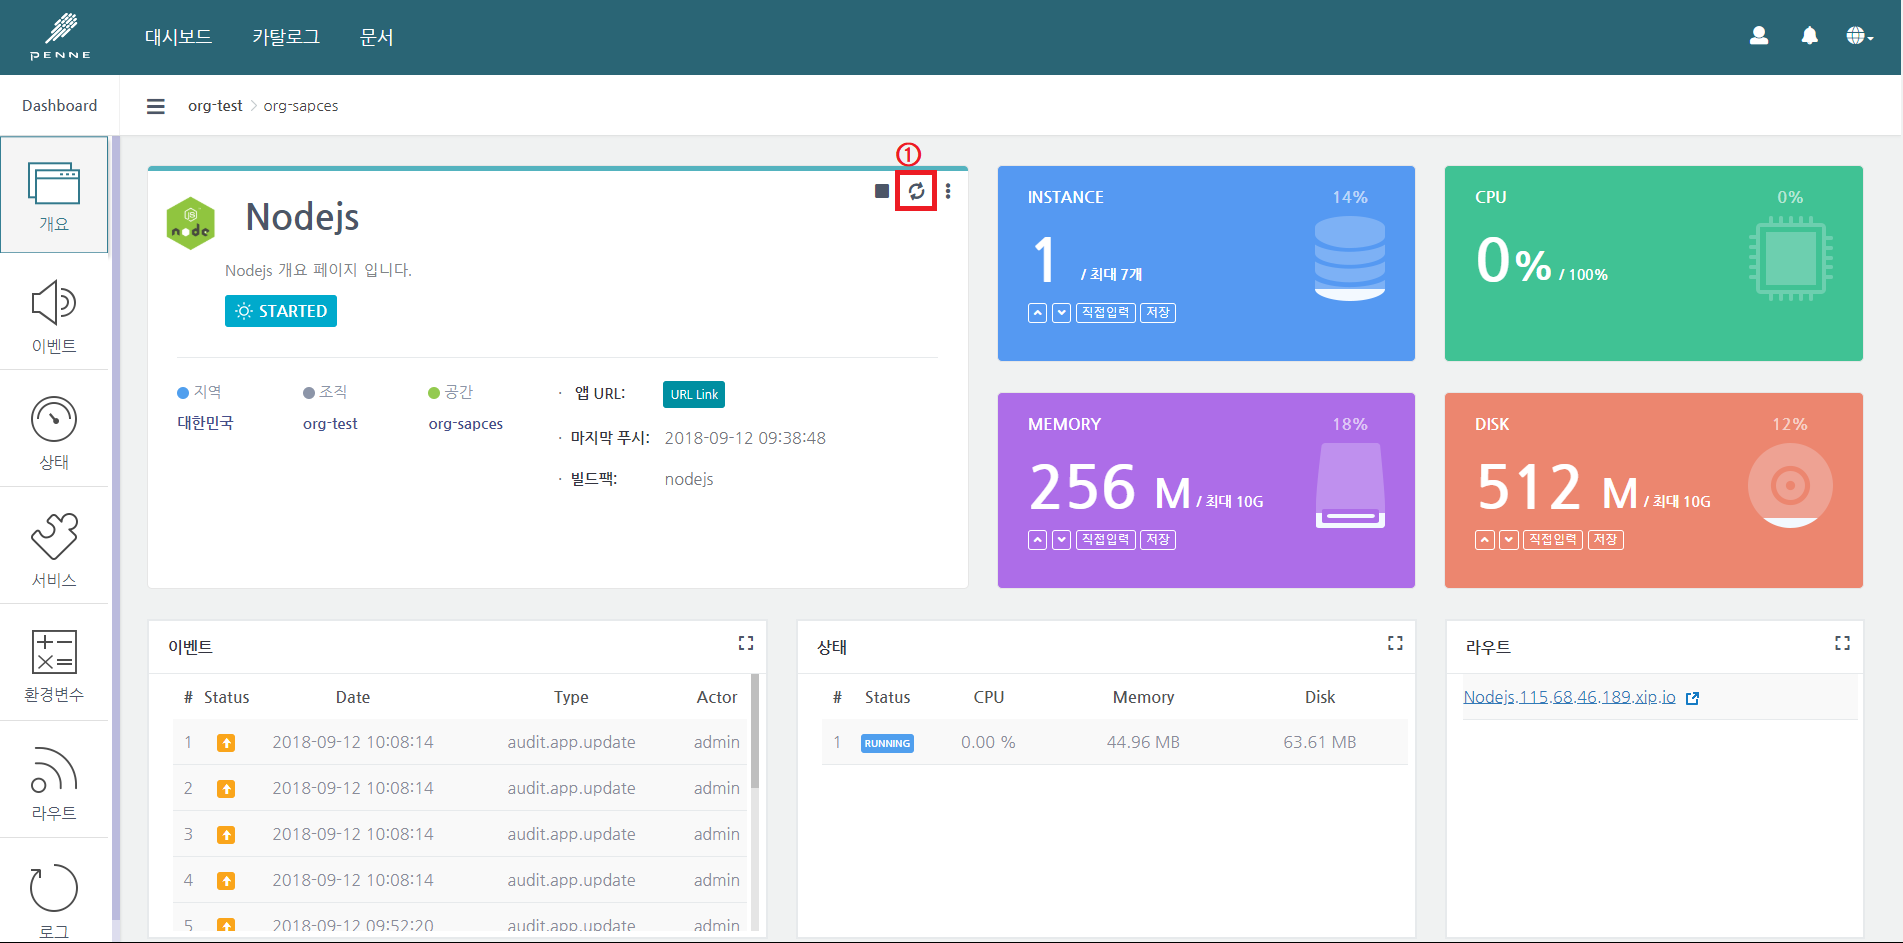 PENNE
대시보드 카탈로그 문서
Dashboard
org-test > org-sapces
개요
이벤트
상태
서비스
환경변수
라우트
로그
①
JS
node
Nodejs
Nodejs 개요 페이지 입니다.
STARTED
지역
대한민국
조직
org-test
공간
org-sapces
· 앱 URL: URL Link
· 마지막 푸시: 2018-09-12 09:38:48
· 빌드팩: nodejs
INSTANCE 14%
1 / 최대 7개
직접입력 저장
CPU 0%
0% / 100%
MEMORY 18%
256 M / 최대 10G
직접입력 저장
DISK 12%
512 M / 최대 10G
직접입력 저장
이벤트
# Status Date Type Actor
1 2018-09-12 10:08:14 audit.app.update admin
2 2018-09-12 10:08:14 audit.app.update admin
3 2018-09-12 10:08:14 audit.app.update admin
4 2018-09-12 10:08:14 audit.app.update admin
5 2018-09-12 09:52:20 audit.app.update admin
상태
# Status CPU Memory Disk
1 RUNNING 0.00 % 44.96 MB 63.61 MB
라우트
Nodejs.115.68.46.189.xip.io